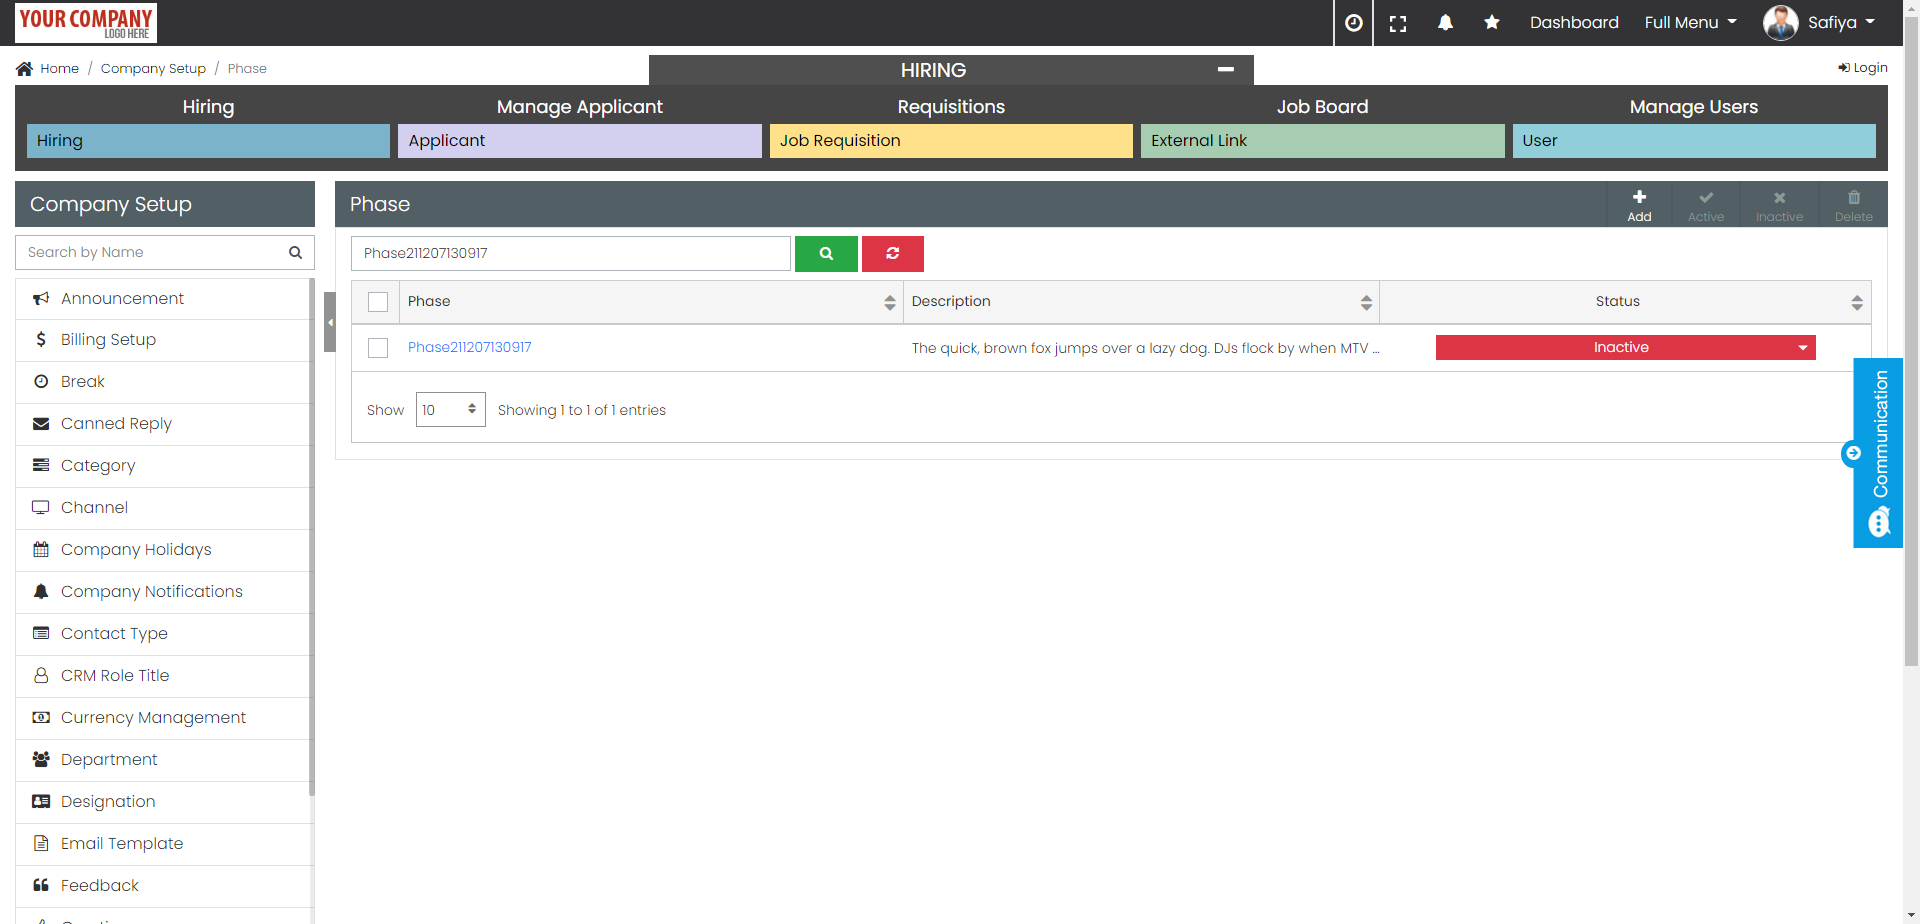 YOUR COMPANY
LOGO HERE
Dashboard
Full Menu
Safiya
Home / Company Setup / Phase
HIRING
Login
Hiring
Manage Applicant
Requisitions
Job Board
Manage Users
Hiring
Applicant
Job Requisition
External Link
User
Company Setup
Search by Name
Announcement
Billing Setup
Break
Canned Reply
Category
Channel
Company Holidays
Company Notifications
Contact Type
CRM Role Title
Currency Management
Department
Designation
Email Template
Feedback
Phase
Add
Active
Inactive
Delete
Phase211207130917
Phase
Description
Status
Phase211207130917
The quick, brown fox jumps over a lazy dog. DJs flock by when MTV ...
Inactive
Show 10 Showing 1 to 1 of 1 entries
Communication